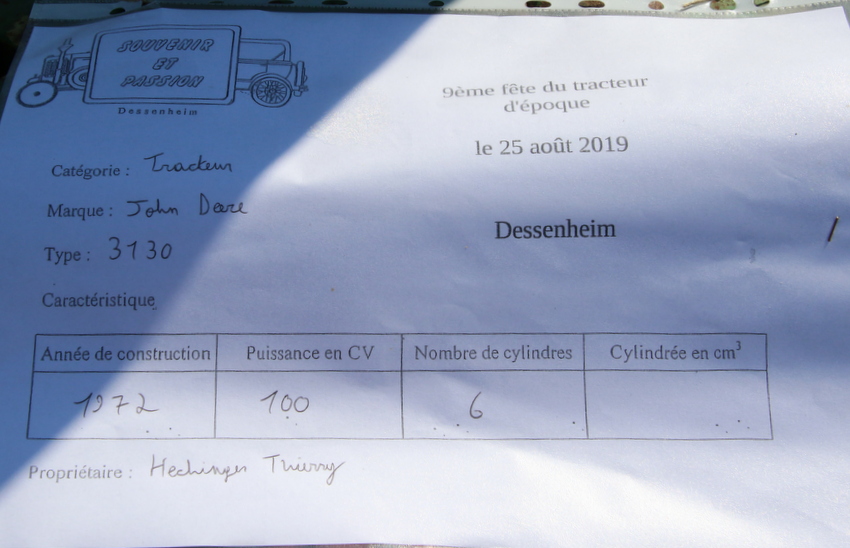 SOUVENIR
ET
PASSION
Dessenheim
9ème fête du tracteur
d'époque
le 25 août 2019
Dessenheim
Catégorie : Tracteur
Marque : John Deere
Type : 3130
Caractéristique
Année de construction Puissance en CV Nombre de cylindres Cylindrée en cm³
1972 100 6
Propriétaire : Hechinger Thierry